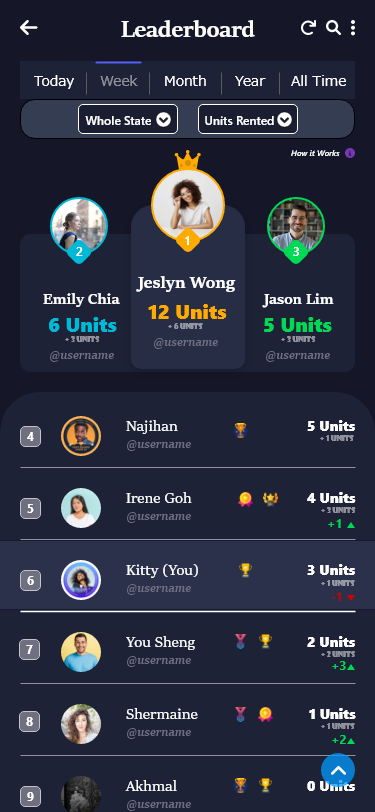 Leaderboard
Today Week Month Year All Time
Whole State Units Rented
How it Works i
1
2 3
Jeslyn Wong
Emily Chia Jason Lim
12 Units
6 Units 5 Units
+ 6 UNITS
+ 3 UNITS + 3 UNITS
@username
@username @username
Najihan 5 Units
4 + 1 UNITS
@username
Irene Goh 4 Units
5 + 3 UNITS
@username +1
Kitty (You) 3 Units
6 + 1 UNITS
@username -1
You Sheng 2 Units
7 + 2 UNITS
@username +3
Shermaine 1 Units
8 + 1 UNITS
@username +2
Akhmal 0 Units
9
@username